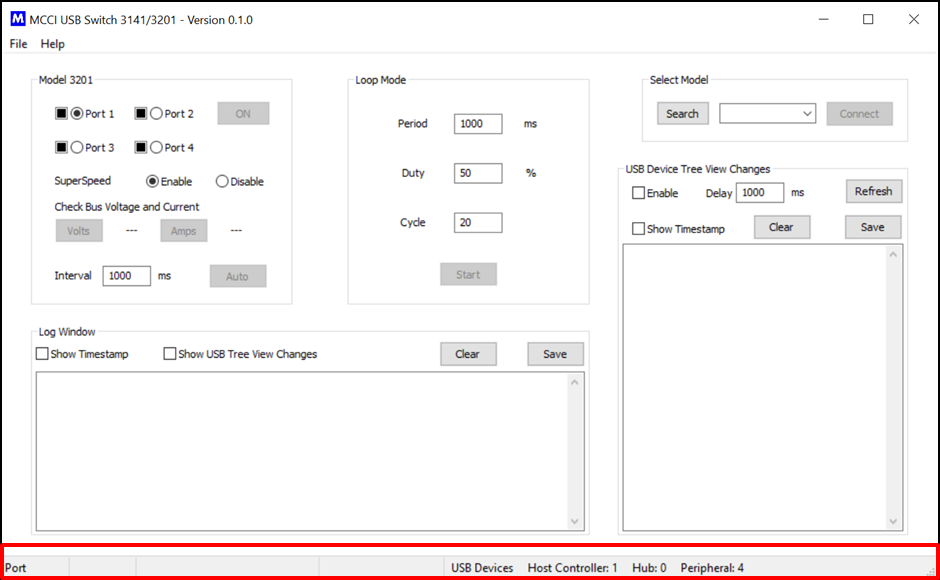 M MCCI USB Switch 3141/3201 - Version 0.1.0
File Help
Model 3201
Port 1 Port 2 ON
Port 3 Port 4
SuperSpeed Enable Disable
Check Bus Voltage and Current
Volts --- Amps ---
Interval 1000 ms Auto
Loop Mode
Period 1000 ms
Duty 50 %
Cycle 20
Start
Select Model
Search Connect
USB Device Tree View Changes
Enable Delay 1000 ms Refresh
Show Timestamp Clear Save
Log Window
Show Timestamp Show USB Tree View Changes Clear Save
Port USB Devices Host Controller: 1 Hub: 0 Peripheral: 4